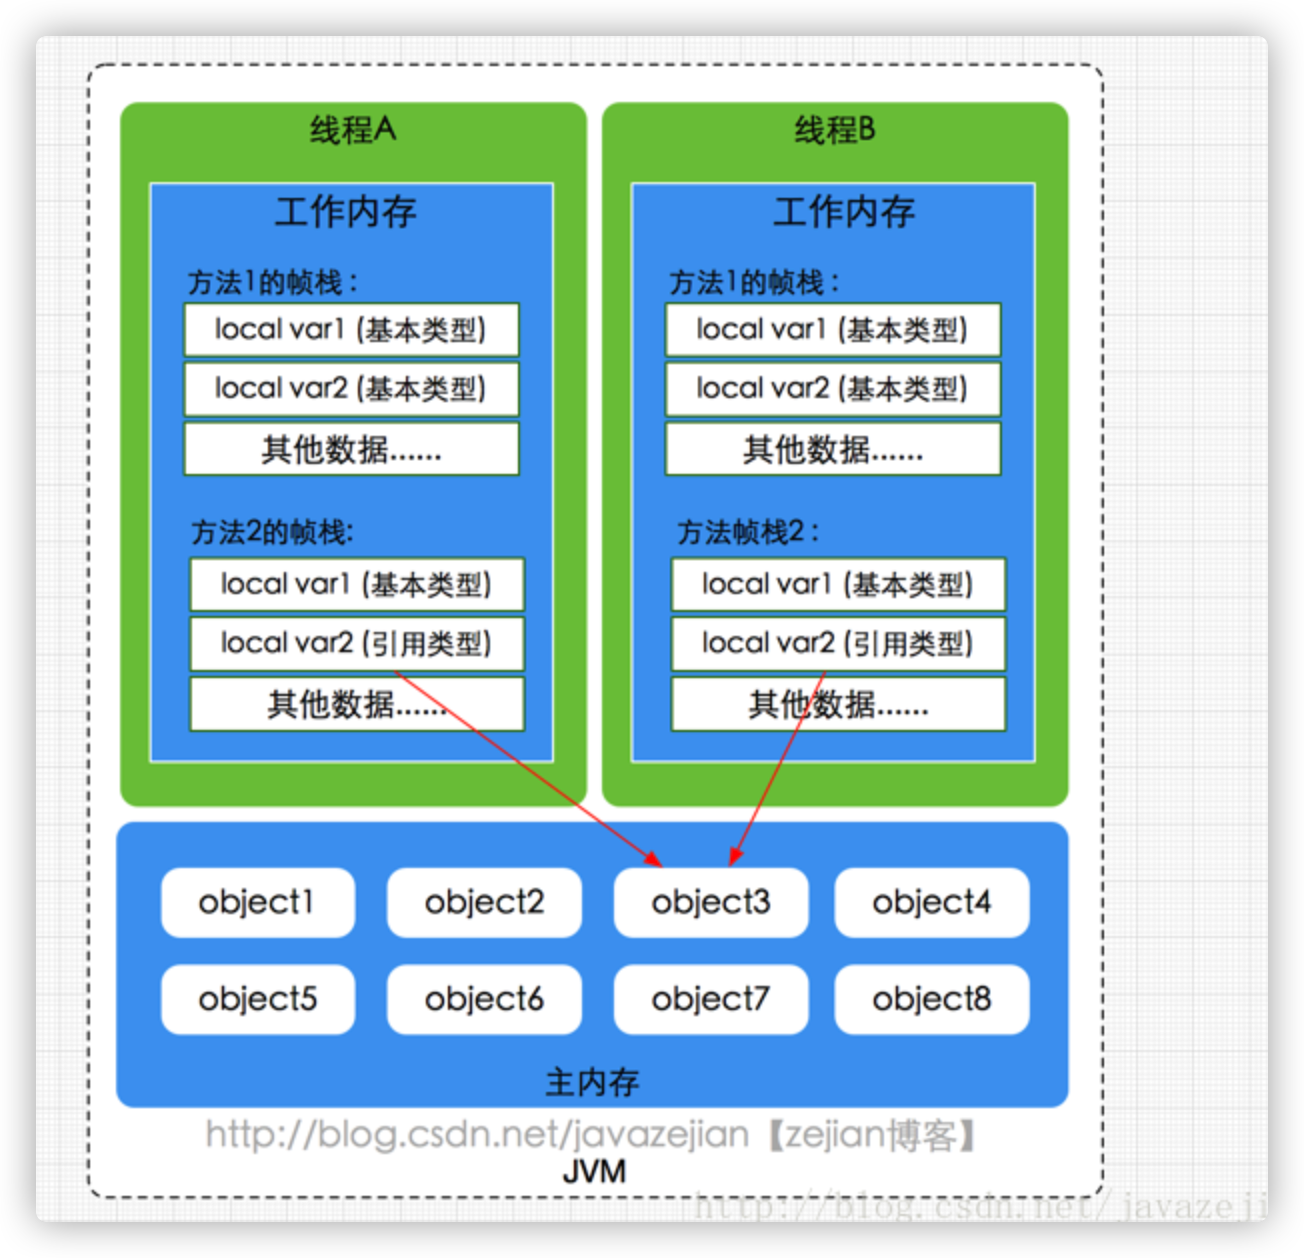 线程A
工作内存
方法1的帧栈：
local var1 (基本类型)
local var2 (基本类型)
其他数据......
方法2的帧栈:
local var1 (基本类型)
local var2 (引用类型)
其他数据......
线程B
工作内存
方法1的帧栈：
local var1 (基本类型)
local var2 (基本类型)
其他数据......
方法帧栈2：
local var1 (基本类型)
local var2 (引用类型)
其他数据......
object1 object2 object3 object4
object5 object6 object7 object8
主内存
http://blog.csdn.net/javazejian【zejian博客】
JVM
http://blog.csdn.net/javazeji